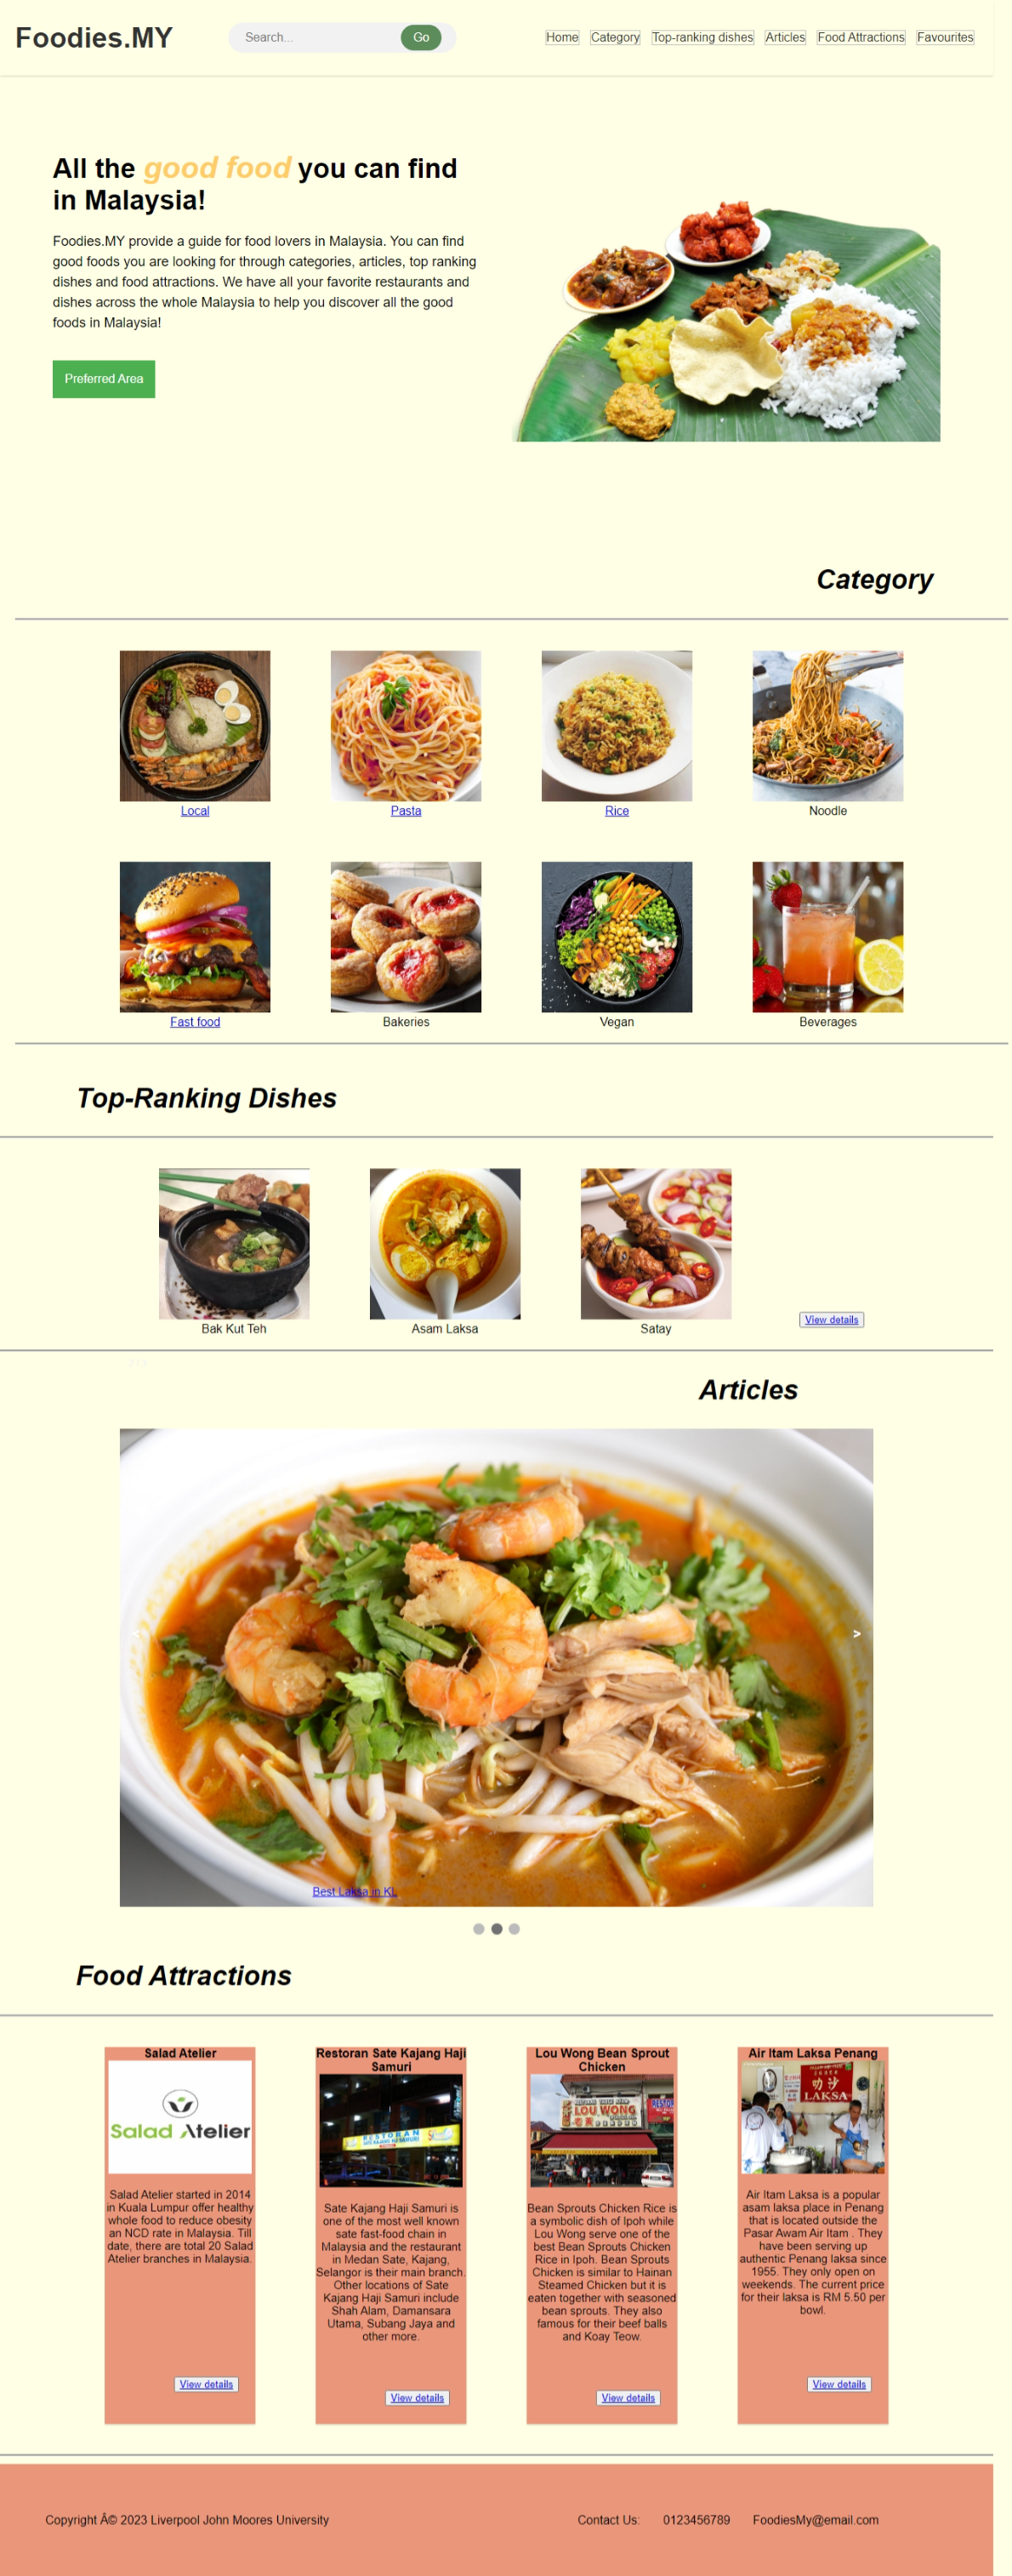 Foodies.MY
Search...
Go
Home
Category
Top-ranking dishes
Articles
Food Attractions
Favourites
All the good food you can find
in Malaysia!
Foodies.MY provide a guide for food lovers in Malaysia. You can find
good foods you are looking for through categories, articles, top ranking
dishes and food attractions. We have all your favorite restaurants and
dishes across the whole Malaysia to help you discover all the good
foods in Malaysia!
Preferred Area
Category
Local
Pasta
Rice
Noodle
Fast food
Bakeries
Vegan
Beverages
Top-Ranking Dishes
Bak Kut Teh
Asam Laksa
Satay
View details
Articles
>
Best Laksa in KL
Food Attractions
Salad Atelier
Salad Atelier
Salad Atelier started in 2014
in Kuala Lumpur offer healthy
whole food to reduce obesity
an NCD rate in Malaysia. Till
date, there are total 20 Salad
Atelier branches in Malaysia.
View details
Restoran Sate Kajang Haji
Samuri
RESTORAN
Sate Kajang Haji Samuri is
one of the most well known
sate fast-food chain in
Malaysia and the restaurant
in Medan Sate, Kajang,
Selangor is their main branch.
Other locations of Sate
Kajang Haji Samuri include
Shah Alam, Damansara
Utama, Subang Jaya and
other more.
View details
Lou Wong Bean Sprout
Chicken
LOU WONG
Bean Sprouts Chicken Rice is
a symbolic dish of Ipoh while
Lou Wong serve one of the
best Bean Sprouts Chicken
Rice in Ipoh. Bean Sprouts
Chicken is similar to Hainan
Steamed Chicken but it is
eaten together with seasoned
bean sprouts. They also
famous for their beef balls
and Koay Teow.
View details
Air Itam Laksa Penang
叻沙
LAKSA
Air Itam Laksa is a popular
asam laksa place in Penang
that is located outside the
Pasar Awam Air Itam . They
have been serving up
authentic Penang laksa since
1955. They only open on
weekends. The current price
for their laksa is RM 5.50 per
bowl.
View details
Copyright Â© 2023 Liverpool John Moores University
Contact Us:
0123456789
FoodiesMy@email.com